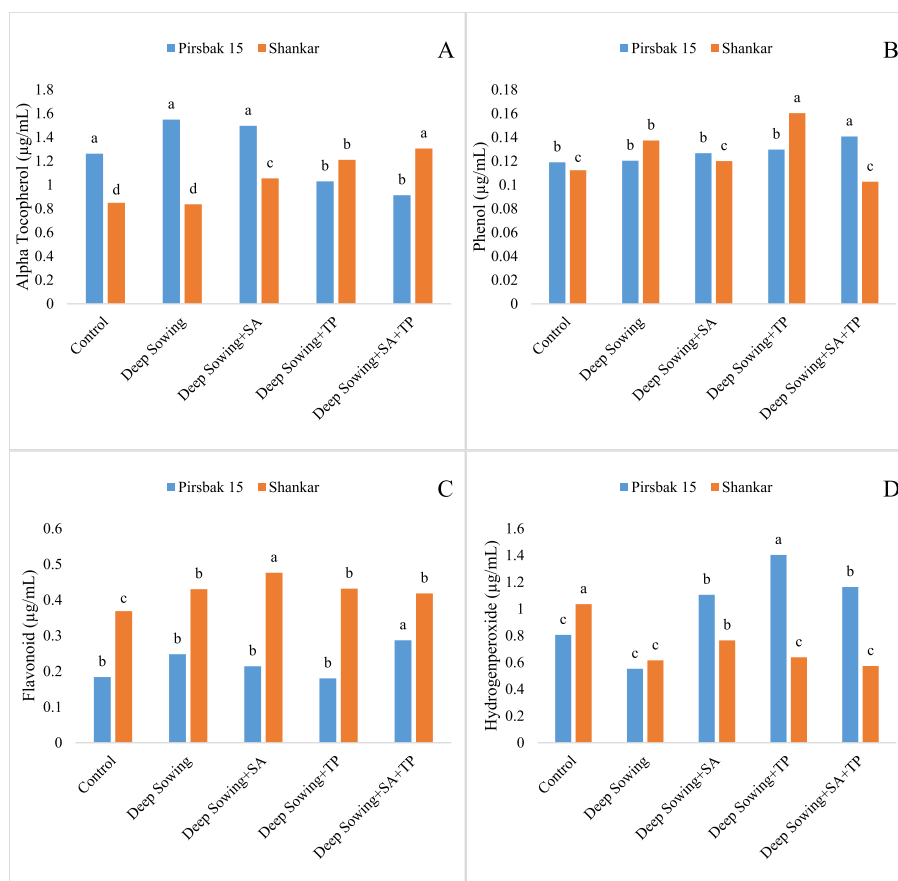 Pirsbak 15 Shankar
A
Alpha Tocopherol (µg/mL)
1.8
1.6
1.4
1.2
1
0.8
0.6
0.4
0.2
0
a d
a d
a c
b b
b a
Control
Deep Sowing
Deep Sowing+SA
Deep Sowing+TP
Deep Sowing+SA+TP
Pirsbak 15 Shankar
B
Phenol (µg/mL)
0.18
0.16
0.14
0.12
0.1
0.08
0.06
0.04
0.02
0
b c
b b
b c
b a
a c
Control
Deep Sowing
Deep Sowing+SA
Deep Sowing+TP
Deep Sowing+SA+TP
Pirsbak 15 Shankar
C
Flavonoid (µg/mL)
0.6
0.5
0.4
0.3
0.2
0.1
0
b c
b b
b a
b b
a b
Control
Deep Sowing
Deep Sowing+SA
Deep Sowing+TP
Deep Sowing+SA+TP
Pirsbak 15 Shankar
D
Hydrogenperoxide (µg/mL)
1.6
1.4
1.2
1
0.8
0.6
0.4
0.2
0
c a
c c
b b
a c
b c
Control
Deep Sowing
Deep Sowing+SA
Deep Sowing+TP
Deep Sowing+SA+TP